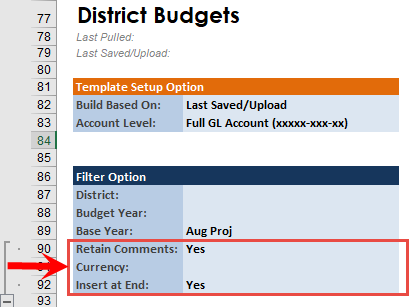 77 District Budgets
78 Last Pulled:
79 Last Saved/Upload:
80
81 Template Setup Option
82 Build Based On: Last Saved/Upload
83 Account Level: Full GL Account (xxxxx-xxx-xx)
84
85
86 Filter Option
87 District:
88 Budget Year:
89 Base Year: Aug Proj
90 Retain Comments: Yes
Currency:
92 Insert at End: Yes
93